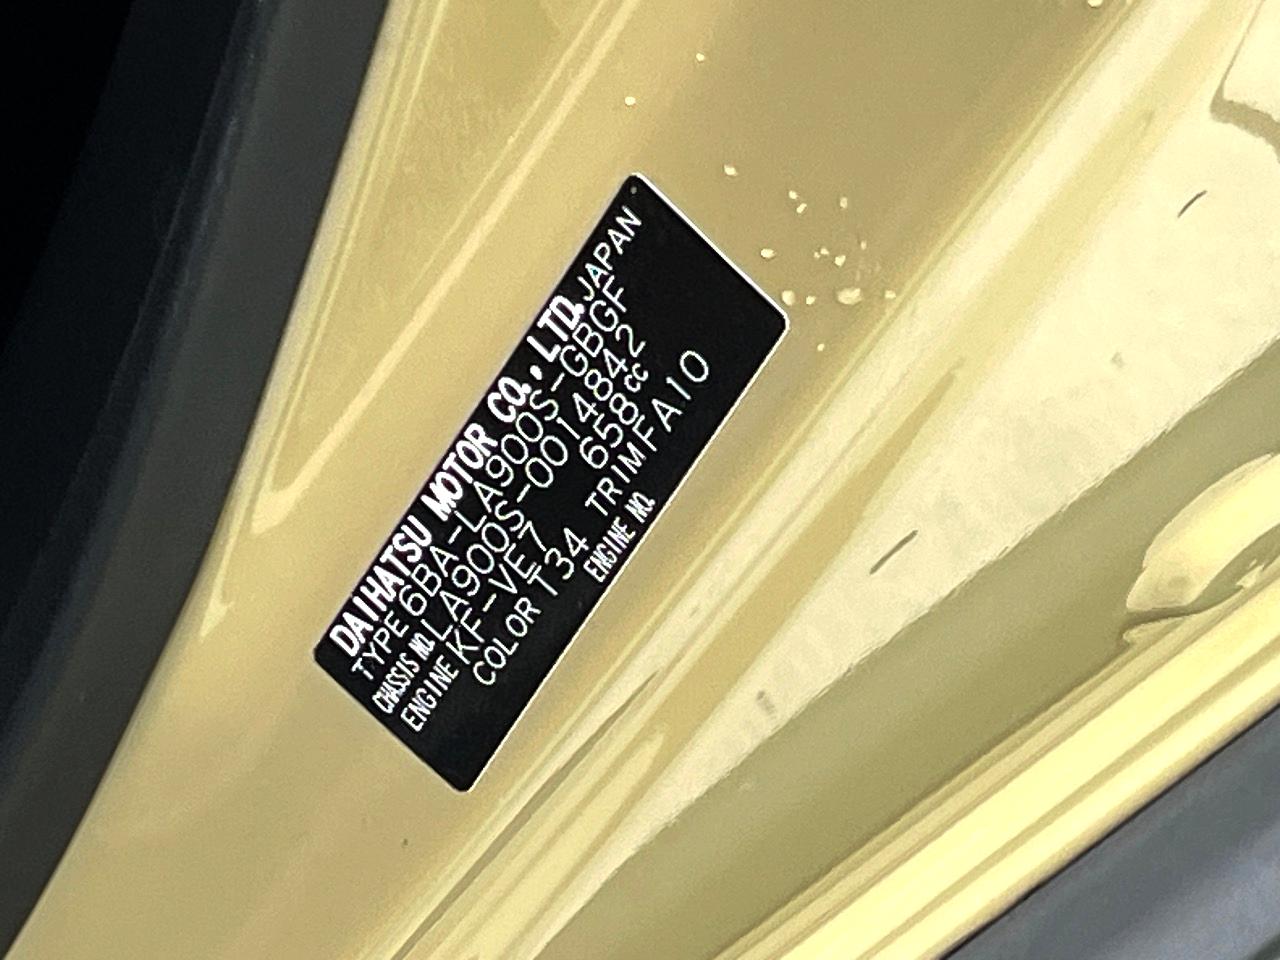 DAIHATSU MOTOR CO., LTD. JAPAN
TYPE 6BA-LA900S-GBGF
CHASSIS NO. LA900S-0014842
ENGINE KF-VE7 658cc
COLOR T34 TRIM FA10
ENGINE NO.